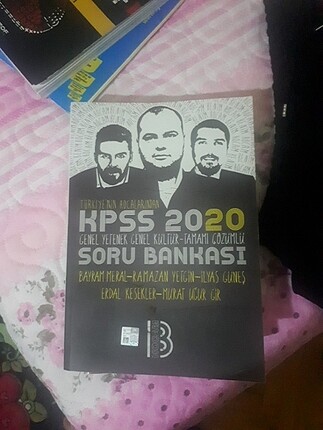 TÜRKİYE'NİN HOCALARINDAN
KPSS 2020
GENEL YETENEK GENEL KÜLTÜR-TAMAMI ÇÖZÜMLÜ
SORU BANKASI
BAYRAM MERAL-RAMAZAN YETGİN-İLYAS GÜNEŞ
ERDAL KESEKLER-MURAT UĞUR GİR
B